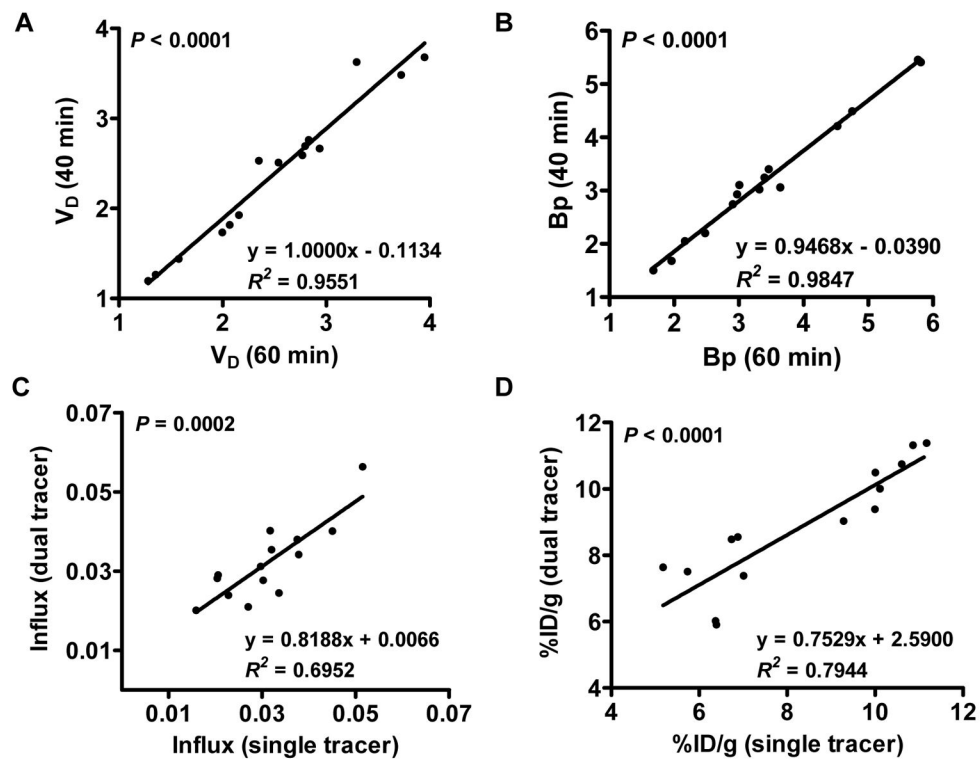 A
P < 0.0001
V_D (40 min)
4
3
2
1
y = 1.0000x - 0.1134
R² = 0.9551
1 2 3 4
V_D (60 min)
B
P < 0.0001
Bp (40 min)
6
5
4
3
2
1
y = 0.9468x - 0.0390
R² = 0.9847
1 2 3 4 5 6
Bp (60 min)
C
P = 0.0002
Influx (dual tracer)
0.07
0.05
0.03
0.01
y = 0.8188x + 0.0066
R² = 0.6952
0.01 0.03 0.05 0.07
Influx (single tracer)
D
P < 0.0001
%ID/g (dual tracer)
12
10
8
6
4
y = 0.7529x + 2.5900
R² = 0.7944
4 6 8 10 12
%ID/g (single tracer)